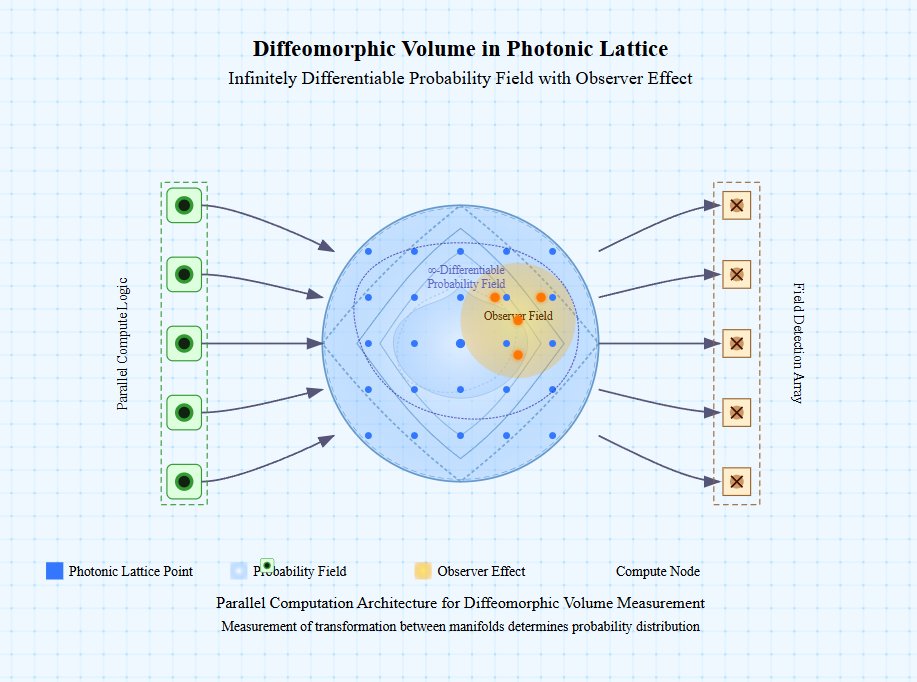 Diffeomorphic Volume in Photonic Lattice
Infinitely Differentiable Probability Field with Observer Effect
Parallel Compute Logic
∞-Differentiable
Probability Field
Observer Field
Field Detection Array
Photonic Lattice Point
Probability Field
Observer Effect
Compute Node
Parallel Computation Architecture for Diffeomorphic Volume Measurement
Measurement of transformation between manifolds determines probability distribution